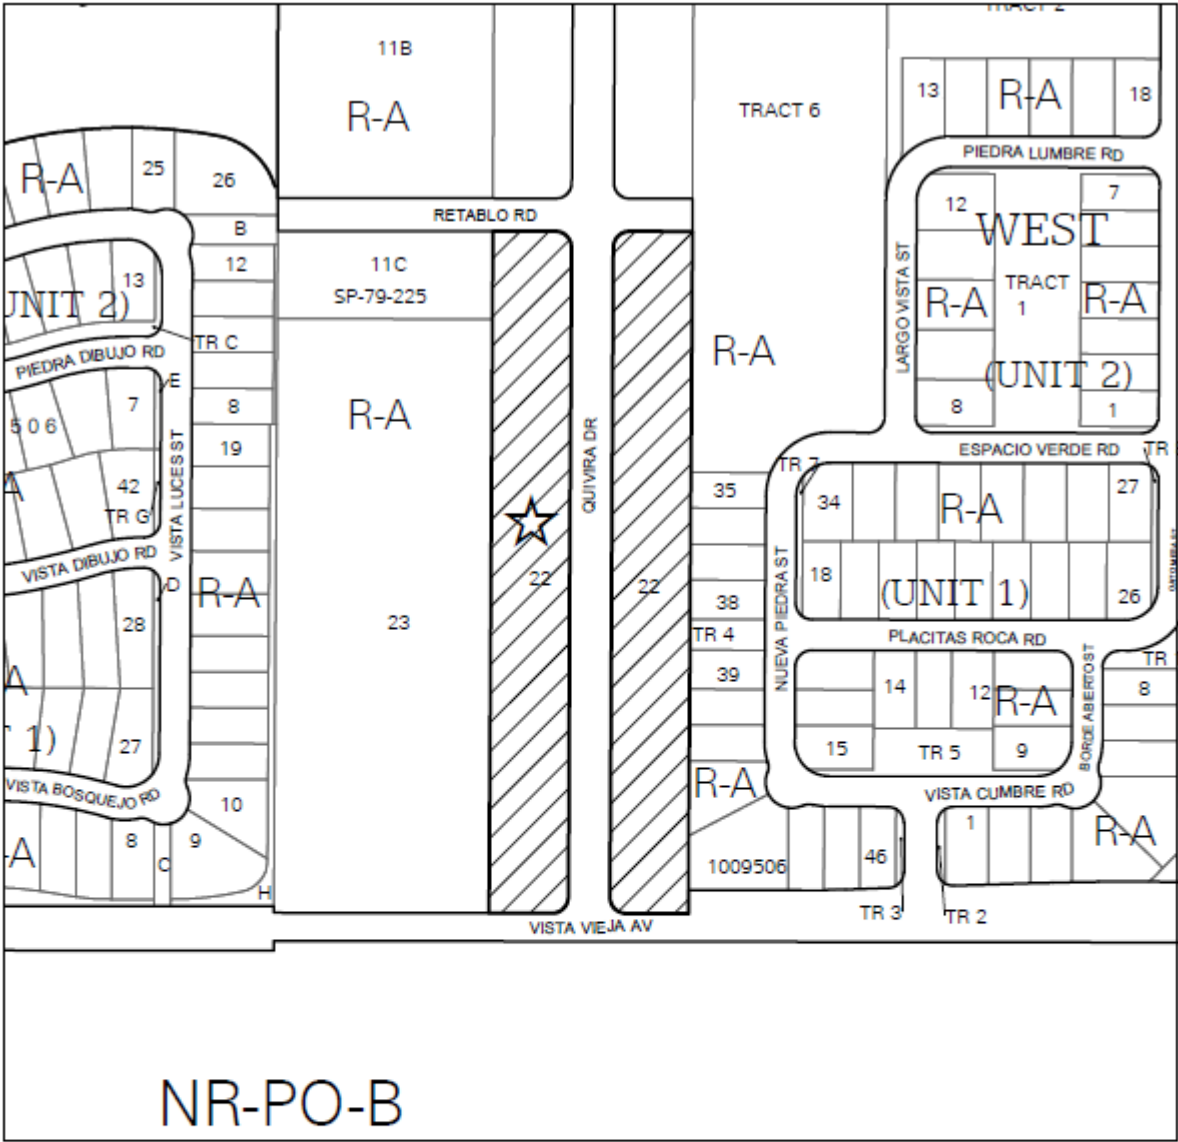 TRACT 2
11B
R-A
TRACT 6
13
R-A
18
PIEDRA LUMBRE RD
R-A
25
26
B
12
RETABLO RD
12
7
WEST
LARGO VISTA ST
TRACT
1
R-A
R-A
(UNIT 2)
8
1
13
UNIT 2)
TR C
PIEDRA DIBUJO RD
E
7
8
506
19
42
TR G
VISTA LUCES ST
VISTA DIBUJO RD
D
R-A
28
27
1)
VISTA BOSQUEJO RD
10
8
9
C
H
-A
11C
SP-79-225
R-A
23
22
QUIVIRA DR
22
R-A
ESPACIO VERDE RD
TR
TR 7
35
34
R-A
27
18
(UNIT 1)
26
NUEVA PIEDRA ST
38
TR 4
39
PLACITAS ROCA RD
BORDE ABIERTO ST
TR
8
14
12
R-A
15
TR 5
9
R-A
VISTA CUMBRE RD
1
R-A
1009506
46
TR 3
TR 2
VISTA VIEJA AV
NR-PO-B